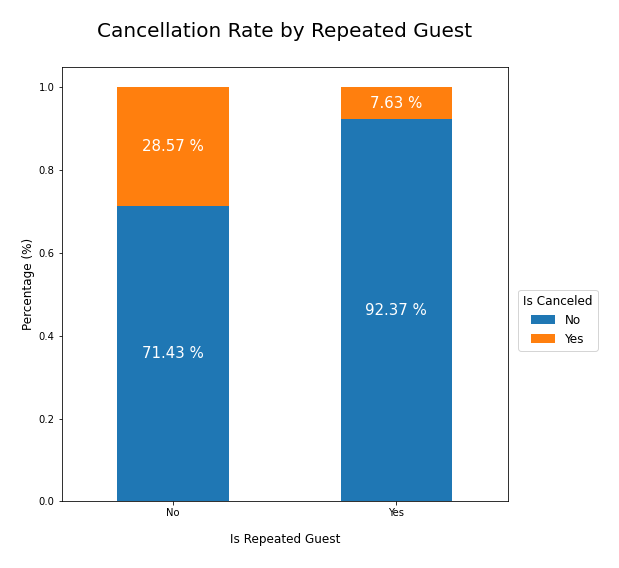 Cancellation Rate by Repeated Guest
1.0
0.8
0.6
0.4
0.2
0.0
Percentage (%)
28.57 %
71.43 %
7.63 %
92.37 %
No
Yes
Is Repeated Guest
Is Canceled
No
Yes